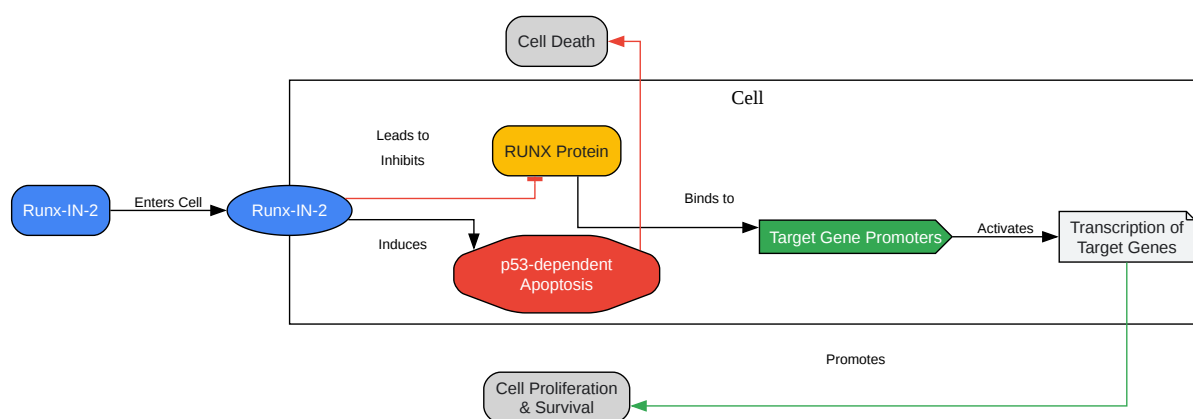 Cell Death
Cell
Leads to
Inhibits
RUNX Protein
Runx-IN-2
Enters Cell
Runx-IN-2
Binds to
Induces
Target Gene Promoters
Activates
Transcription of
Target Genes
p53-dependent
Apoptosis
Promotes
Cell Proliferation
& Survival